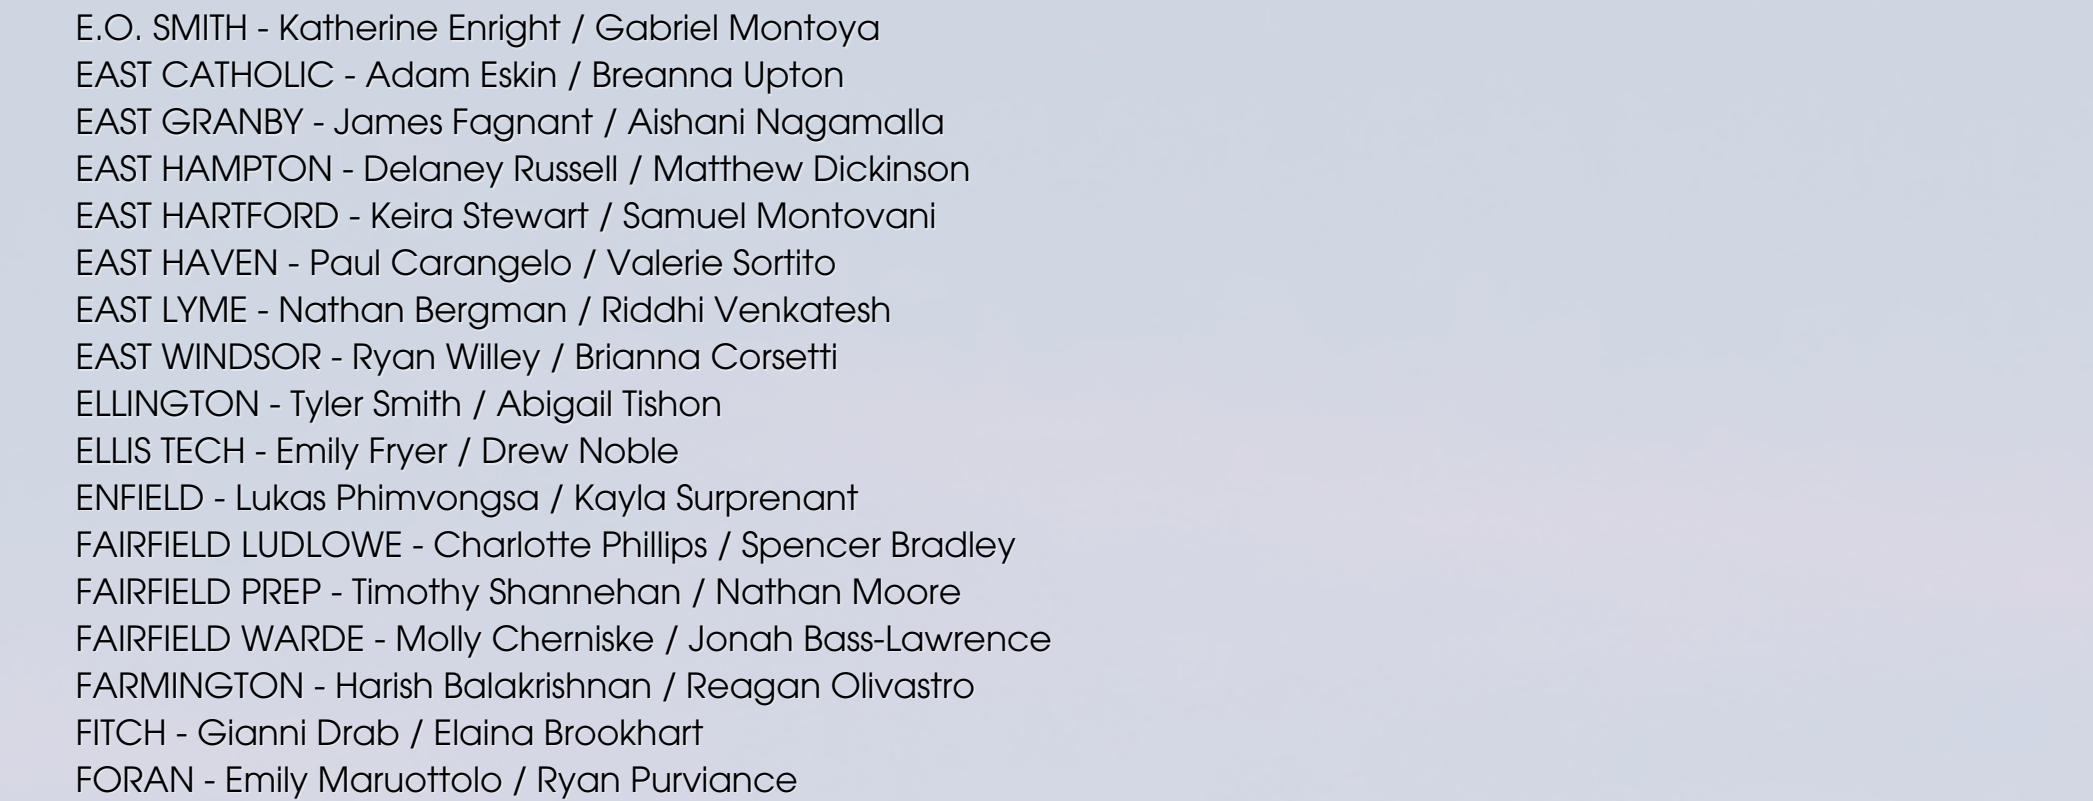 E.O. SMITH - Katherine Enright / Gabriel Montoya
EAST CATHOLIC - Adam Eskin / Breanna Upton
EAST GRANBY - James Fagnant / Aishani Nagamalla
EAST HAMPTON - Delaney Russell / Matthew Dickinson
EAST HARTFORD - Keira Stewart / Samuel Montovani
EAST HAVEN - Paul Carangelo / Valerie Sortito
EAST LYME - Nathan Bergman / Riddhi Venkatesh
EAST WINDSOR - Ryan Willey / Brianna Corsetti
ELLINGTON - Tyler Smith / Abigail Tishon
ELLIS TECH - Emily Fryer / Drew Noble
ENFIELD - Lukas Phimvongsa / Kayla Surprenant
FAIRFIELD LUDLOWE - Charlotte Phillips / Spencer Bradley
FAIRFIELD PREP - Timothy Shannehan / Nathan Moore
FAIRFIELD WARDE - Molly Cherniske / Jonah Bass-Lawrence
FARMINGTON - Harish Balakrishnan / Reagan Olivastro
FITCH - Gianni Drab / Elaina Brookhart
FORAN - Emily Maruottolo / Ryan Purviance